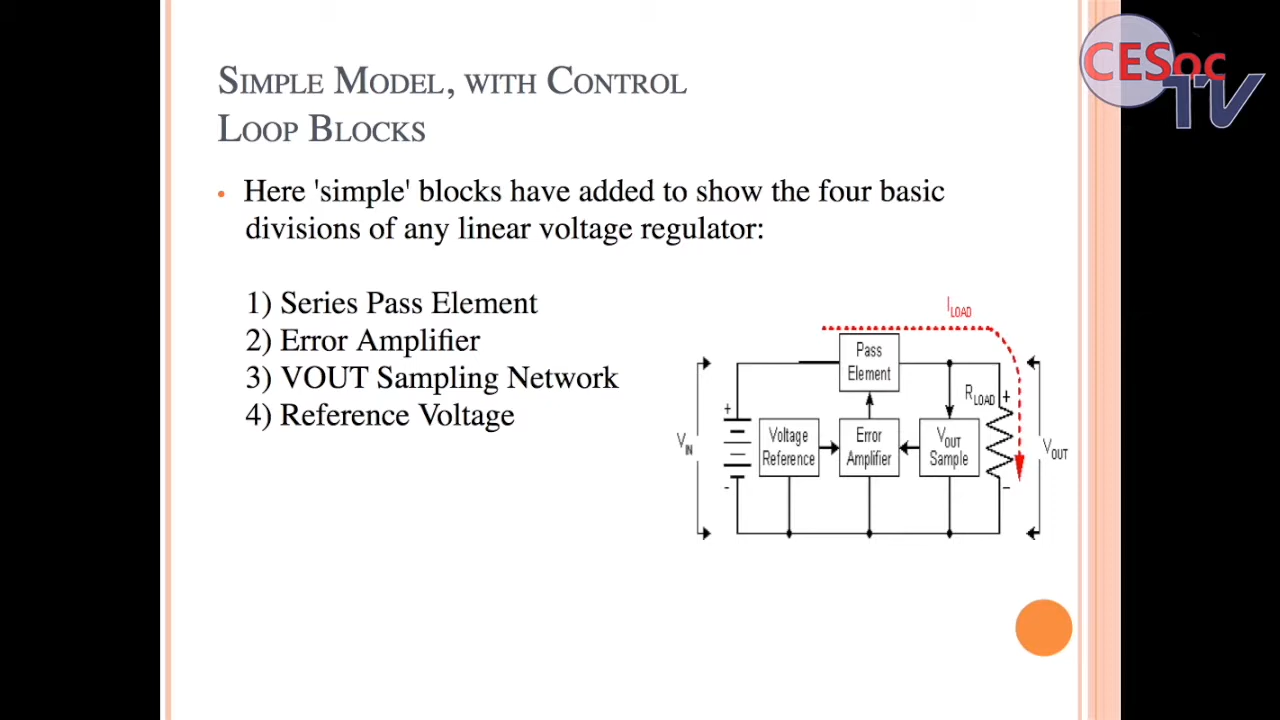 SIMPLE MODEL, WITH CONTROL
LOOP BLOCKS
CESoc
TV
• Here 'simple' blocks have added to show the four basic
divisions of any linear voltage regulator:
1) Series Pass Element
2) Error Amplifier
3) VOUT Sampling Network
4) Reference Voltage
ILOAD
Pass
Element
RLOAD +
+
VIN
Voltage
Reference
Error
Amplifier
VOUT
Sample
VOUT
-
–